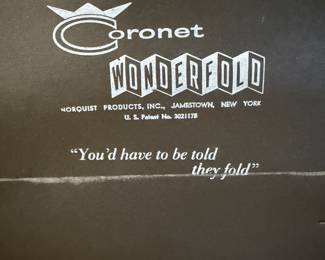 Coronet
WONDERFOLD
NORQUIST PRODUCTS, INC., JAMESTOWN, NEW YORK
U. S. Patent No. 3021178
"You'd have to be told
they fold"